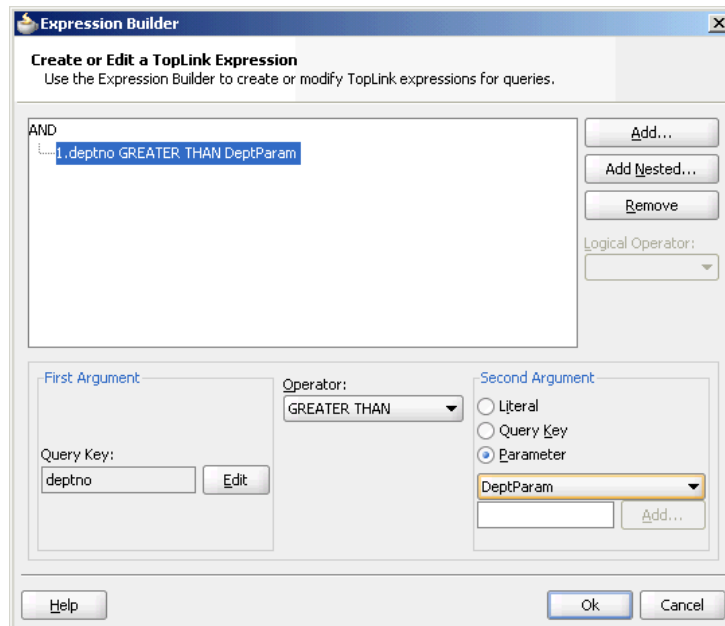 Expression Builder
Create or Edit a TopLink Expression
Use the Expression Builder to create or modify TopLink expressions for queries.
AND
1.deptno GREATER THAN DeptParam
Add...
Add Nested...
Remove
Logical Operator:
First Argument
Query Key:
deptno
Edit
Operator:
GREATER THAN
Second Argument
Literal
Query Key
Parameter
DeptParam
Add...
Help
Ok
Cancel